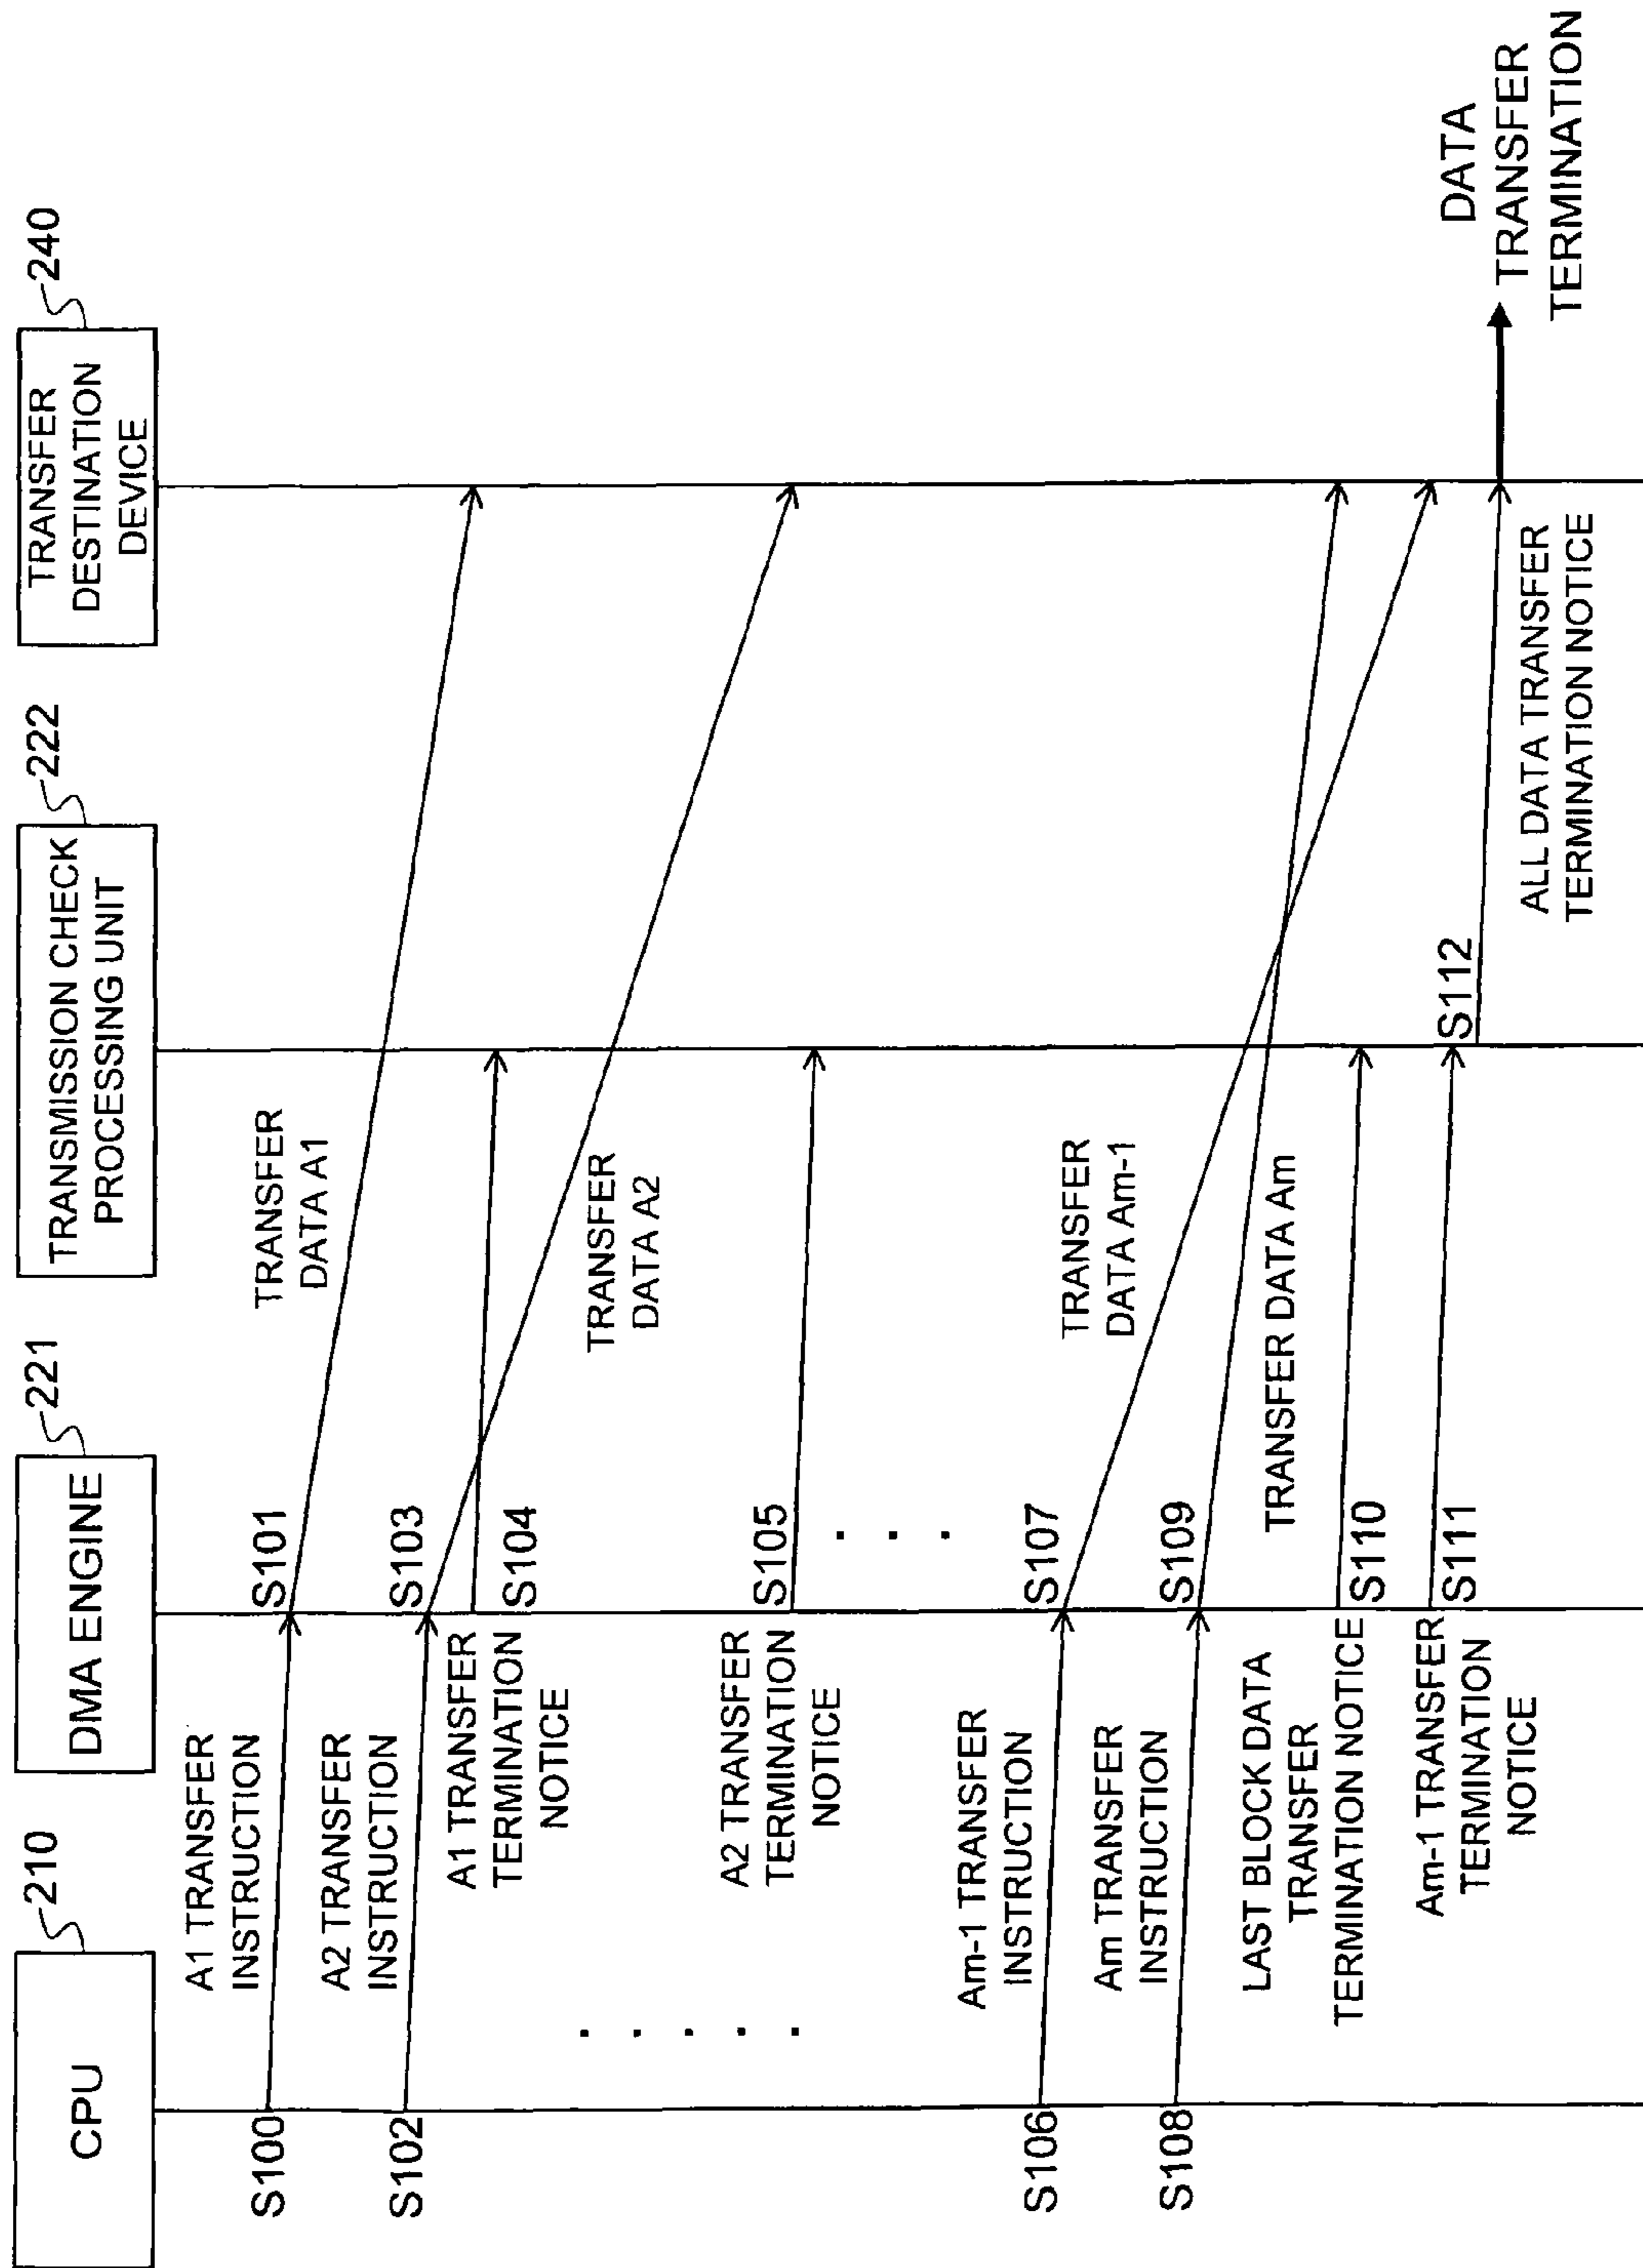 CPU
210
DMA ENGINE
221
TRANSMISSION CHECK
PROCESSING UNIT
222
TRANSFER
DESTINATION
DEVICE
240
S100
A1 TRANSFER
INSTRUCTION
S101
TRANSFER
DATA A1
S102
A2 TRANSFER
INSTRUCTION
S103
A1 TRANSFER
TERMINATION
NOTICE
S104
TRANSFER
DATA A2
A2 TRANSFER
TERMINATION
NOTICE
S105
S106
Am-1 TRANSFER
INSTRUCTION
S107
TRANSFER
DATA Am-1
S108
Am TRANSFER
INSTRUCTION
S109
TRANSFER DATA Am
LAST BLOCK DATA
TRANSFER
TERMINATION NOTICE
S110
Am-1 TRANSFER
TERMINATION
NOTICE
S111
S112
ALL DATA TRANSFER
TERMINATION NOTICE
DATA
TRANSFER
TERMINATION